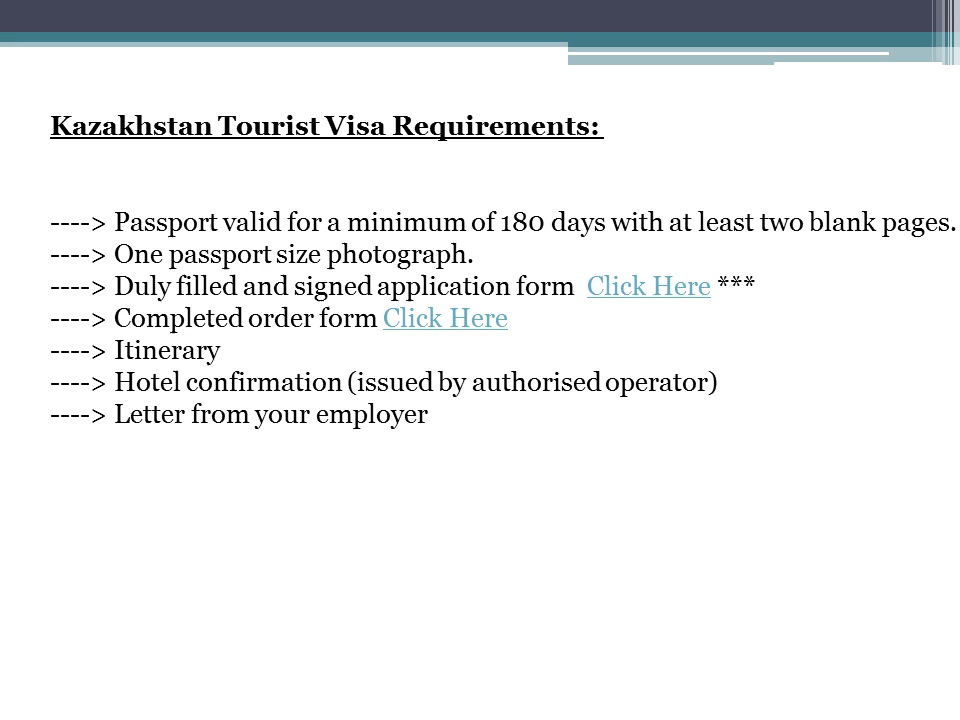 Kazakhstan Tourist Visa Requirements:
----> Passport valid for a minimum of 180 days with at least two blank pages.
----> One passport size photograph.
----> Duly filled and signed application form  Click Here ***
----> Completed order form Click Here
----> Itinerary
----> Hotel confirmation (issued by authorised operator)
----> Letter from your employer